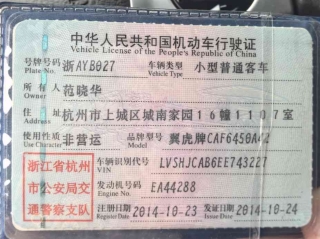 中华人民共和国机动车行驶证
Vehicle License of the People's Republic of China
号牌号码 浙AYB027 车辆类型 小型普通客车
Plate No. Vehicle Type
所有人 范晓华
Owner
住址 杭州市上城区城南家园16幢1107室
Address
使用性质 非营运 品牌型号 翼虎牌CAF6450A42
Use Character Model
浙江省杭州 车辆识别代号 LVSHJCAB6EE743227
VIN
市公安局交 发动机号码 EA44288
Engine No.
通警察支队 注册日期 2014-10-23 发证日期 2014-10-24
Register Date Issue Date